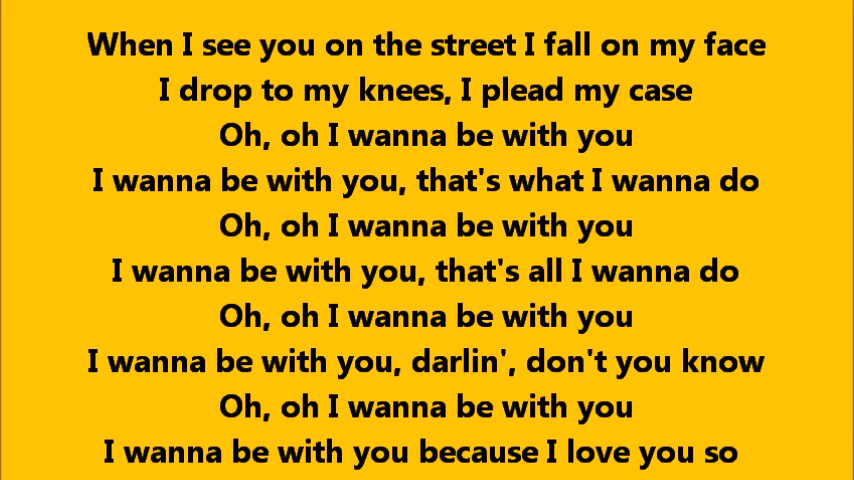 When I see you on the street I fall on my face
I drop to my knees, I plead my case
Oh, oh I wanna be with you
I wanna be with you, that's what I wanna do
Oh, oh I wanna be with you
I wanna be with you, that's all I wanna do
Oh, oh I wanna be with you
I wanna be with you, darlin', don't you know
Oh, oh I wanna be with you
I wanna be with you because I love you so